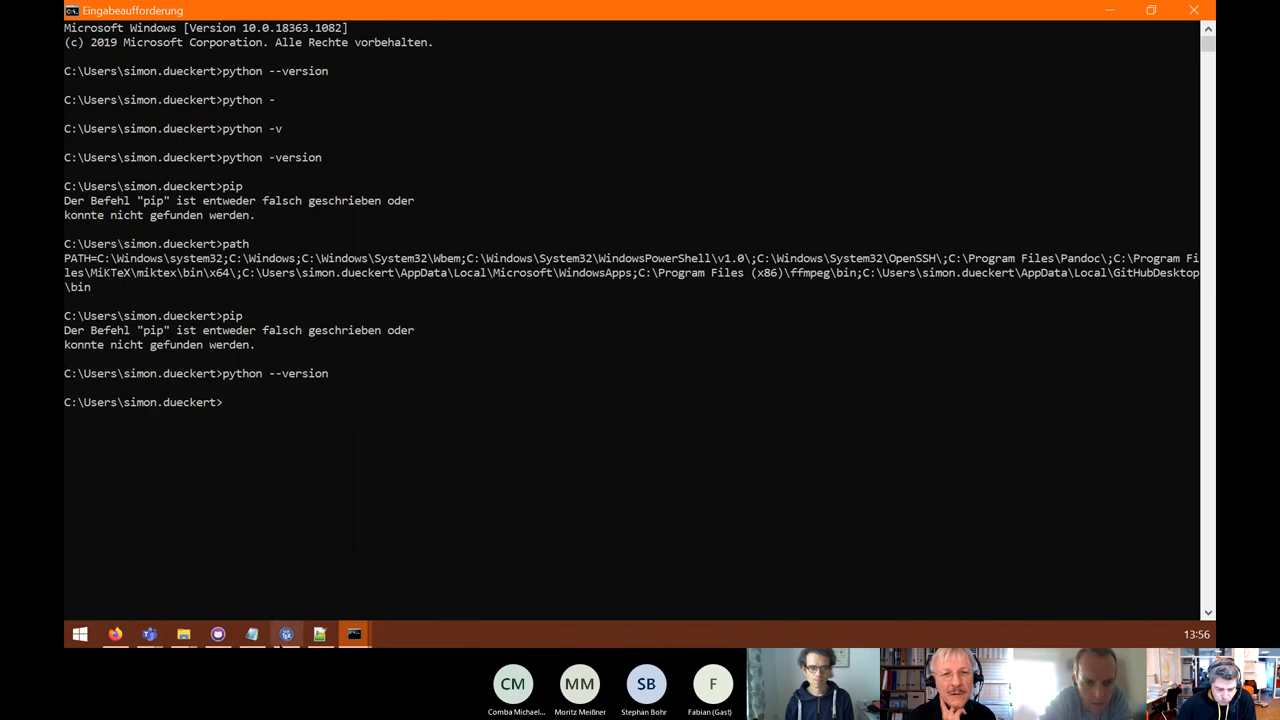 Eingabeaufforderung
Microsoft Windows [Version 10.0.18363.1082]
(c) 2019 Microsoft Corporation. Alle Rechte vorbehalten.
C:\Users\simon.dueckert>python --version
C:\Users\simon.dueckert>python -
C:\Users\simon.dueckert>python -v
C:\Users\simon.dueckert>python -version
C:\Users\simon.dueckert>pip
Der Befehl "pip" ist entweder falsch geschrieben oder
konnte nicht gefunden werden.
C:\Users\simon.dueckert>path
PATH=C:\Windows\system32;C:\Windows;C:\Windows\System32\Wbem;C:\Windows\System32\WindowsPowerShell\v1.0\;C:\Windows\System32\OpenSSH\;C:\Program Files\Pandoc\;C:\Program Fi
les\MiKTeX\miktex\bin\x64\;C:\Users\simon.dueckert\AppData\Local\Microsoft\WindowsApps;C:\Program Files (x86)\ffmpeg\bin;C:\Users\simon.dueckert\AppData\Local\GitHubDesktop
\bin
C:\Users\simon.dueckert>pip
Der Befehl "pip" ist entweder falsch geschrieben oder
konnte nicht gefunden werden.
C:\Users\simon.dueckert>python --version
C:\Users\simon.dueckert>
13:56
CM MM SB F
Comba Michael... Moritz Meißner Stephan Bohr Fabian (Gast)